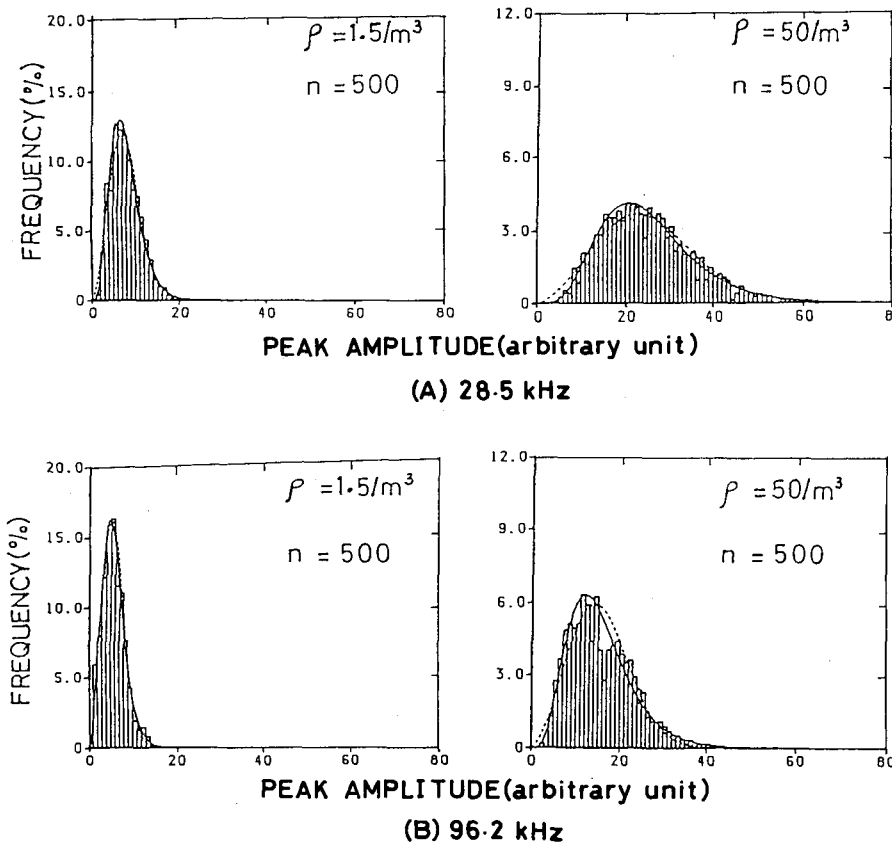 20.0
15.0
10.0
5.0
0
FREQUENCY(%)
ρ =1.5/m³
n = 500
0 20 40 60 80
12.0
9.0
6.0
3.0
0.0
ρ = 50/m³
n = 500
0 20 40 60 80
PEAK AMPLITUDE(arbitrary unit)
(A) 28.5 kHz
20.0
15.0
10.0
5.0
0.0
FREQUENCY(%)
ρ =1.5/m³
n = 500
0 20 40 60 80
12.0
9.0
6.0
3.0
0
ρ = 50/m³
n = 500
0 20 40 60 80
PEAK AMPLITUDE(arbitrary unit)
(B) 96.2 kHz